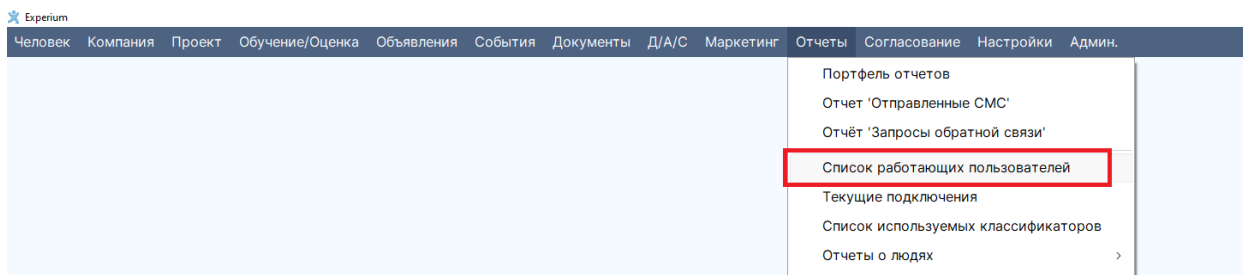 Experium
Человек Компания Проект Обучение/Оценка Объявления События Документы Д/А/С Маркетинг Отчеты Согласование Настройки Админ.
Портфель отчетов
Отчет 'Отправленные СМС'
Отчёт 'Запросы обратной связи'
Список работающих пользователей
Текущие подключения
Список используемых классификаторов
Отчеты о людях